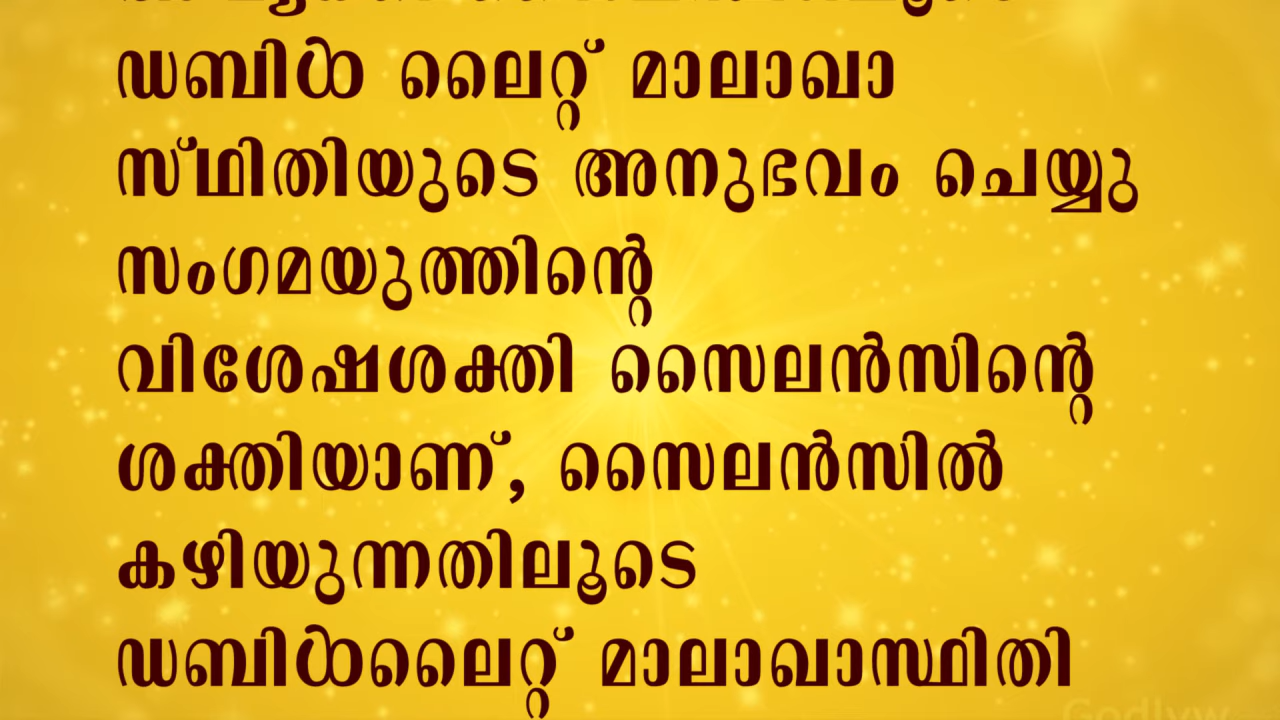 ഡബിൾ ലൈറ്റ് മാലാഖാ
സ്ഥിതിയുടെ അനുഭവം ചെയ്യു
സംഗമയുത്തിന്റെ
വിശേഷശക്തി സൈലൻസിന്റെ
ശക്തിയാണ്, സൈലൻസിൽ
കഴിയുന്നതിലൂടെ
ഡബിൾലൈറ്റ് മാലാഖാസ്ഥിതി